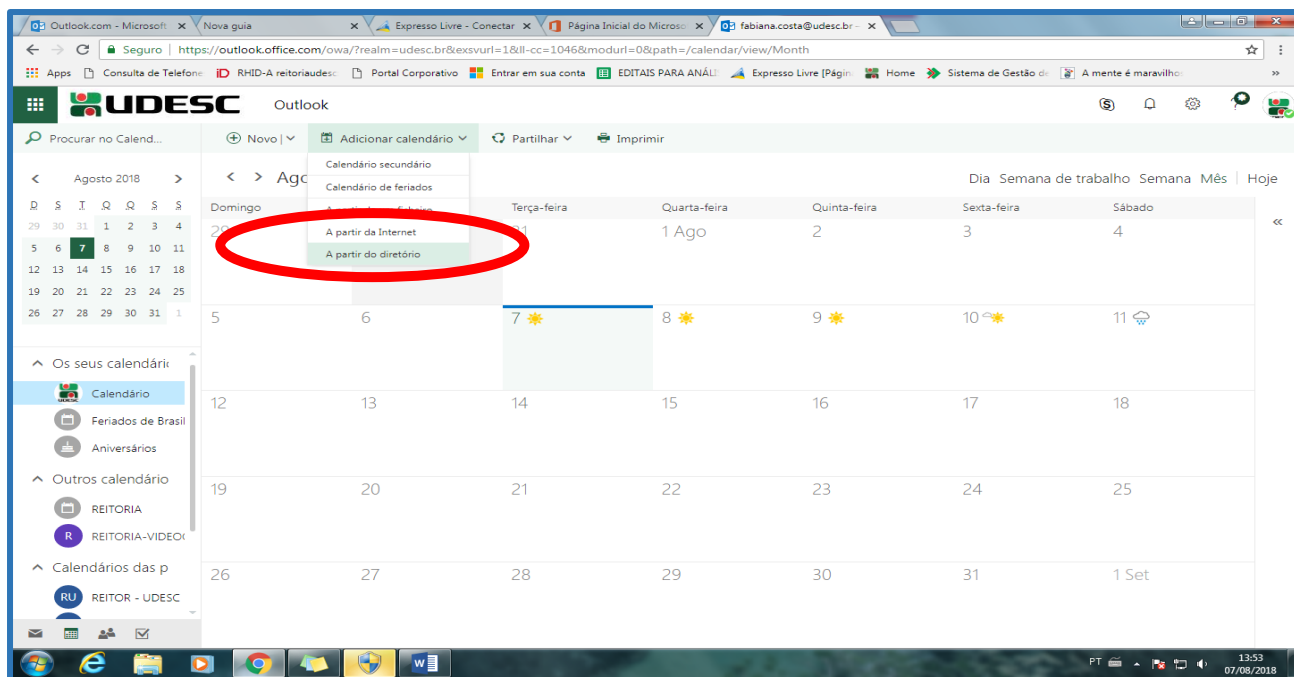 Outlook.com - Microsoft
Nova guia
Expresso Livre - Conectar
Página Inicial do Microso
fabiana.costa@udesc.br -
Seguro | https://outlook.office.com/owa/?realm=udesc.br&exsvurl=1&ll-cc=1046&modurl=0&path=/calendar/view/Month
Apps Consulta de Telefone RHID-A reitoriaudesc Portal Corporativo Entrar em sua conta EDITAIS PARA ANÁLI Expresso Livre [Págin Home Sistema de Gestão de A mente é maravilho »
UDESC Outlook
Procurar no Calend... Novo | Adicionar calendário Partilhar Imprimir
Calendário secundário
Calendário de feriados
A partir da Internet
A partir do diretório
< Agosto 2018 >
D S T Q Q S S
29 30 31 1 2 3 4
5 6 7 8 9 10 11
12 13 14 15 16 17 18
19 20 21 22 23 24 25
26 27 28 29 30 31 1
Os seus calendári
Calendário
Feriados de Brasil
Aniversários
Outros calendário
REITORIA
R REITORIA-VIDEO
Calendários das p
RU REITOR - UDESC
< > Ago
Dia Semana de trabalho Semana Mês | Hoje
Domingo Terça-feira Quarta-feira Quinta-feira Sexta-feira Sábado
1 Ago 2 3 4 «
5 6 7 8 9 10 11
12 13 14 15 16 17 18
19 20 21 22 23 24 25
26 27 28 29 30 31 1 Set
PT 13:53
07/08/2018